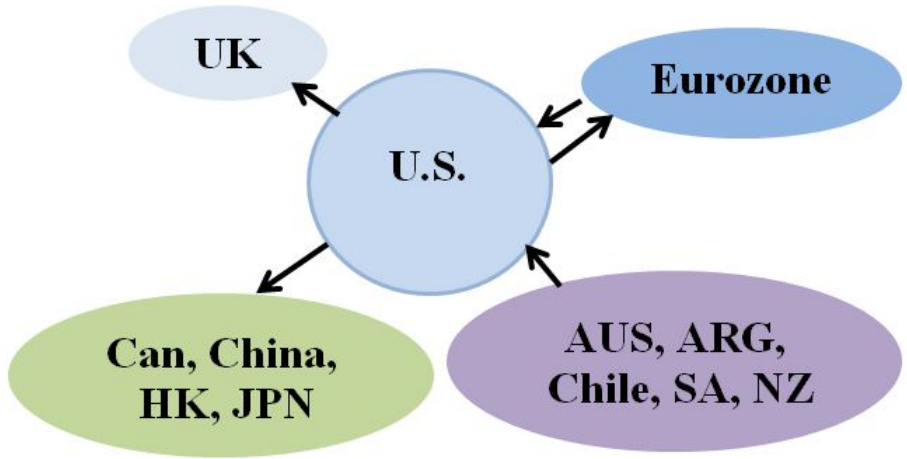 UK
Eurozone
U.S.
Can, China,
HK, JPN
AUS, ARG,
Chile, SA, NZ